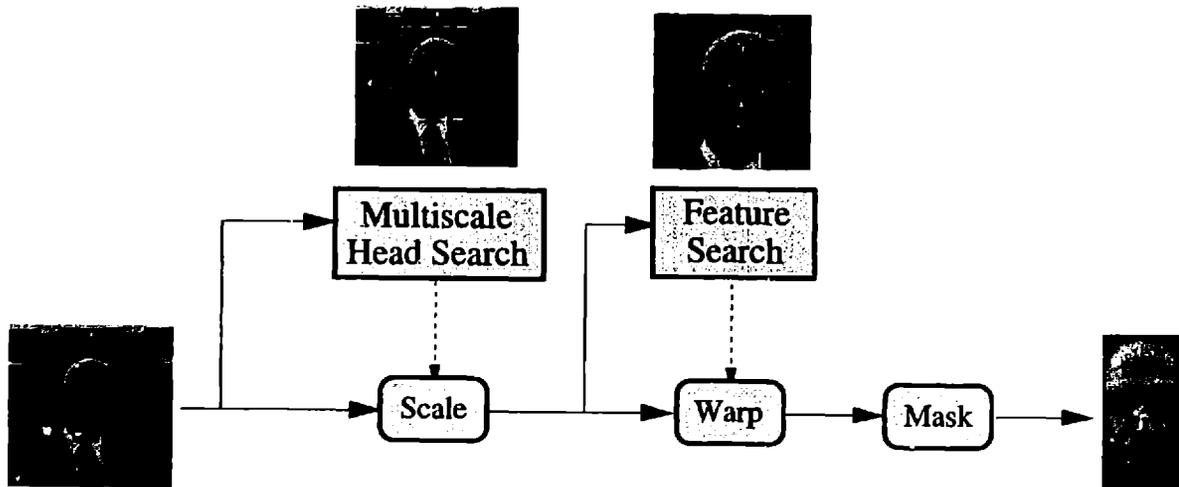 Multiscale
Head Search
Feature
Search
Scale
Warp
Mask